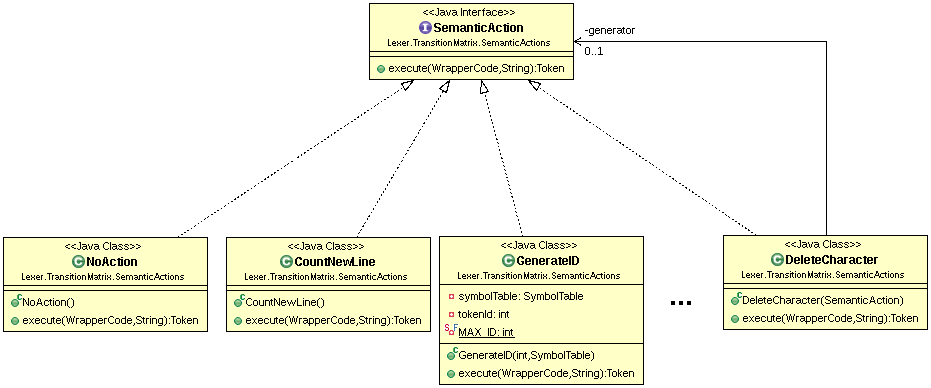 <<Java Interface>>
SemanticAction
Lexer.TransitionMatrix.SemanticActions
execute(WrapperCode,String):Token
-generator
0..1
<<Java Class>>
NoAction
Lexer.TransitionMatrix.SemanticActions
NoAction()
execute(WrapperCode,String):Token
<<Java Class>>
CountNewLine
Lexer.TransitionMatrix.SemanticActions
CountNewLine()
execute(WrapperCode,String):Token
<<Java Class>>
GenerateID
Lexer.TransitionMatrix.SemanticActions
symbolTable: SymbolTable
tokenId: int
MAX_ID: int
GenerateID(int,SymbolTable)
execute(WrapperCode,String):Token
...
<<Java Class>>
DeleteCharacter
Lexer.TransitionMatrix.SemanticActions
DeleteCharacter(SemanticAction)
execute(WrapperCode,String):Token